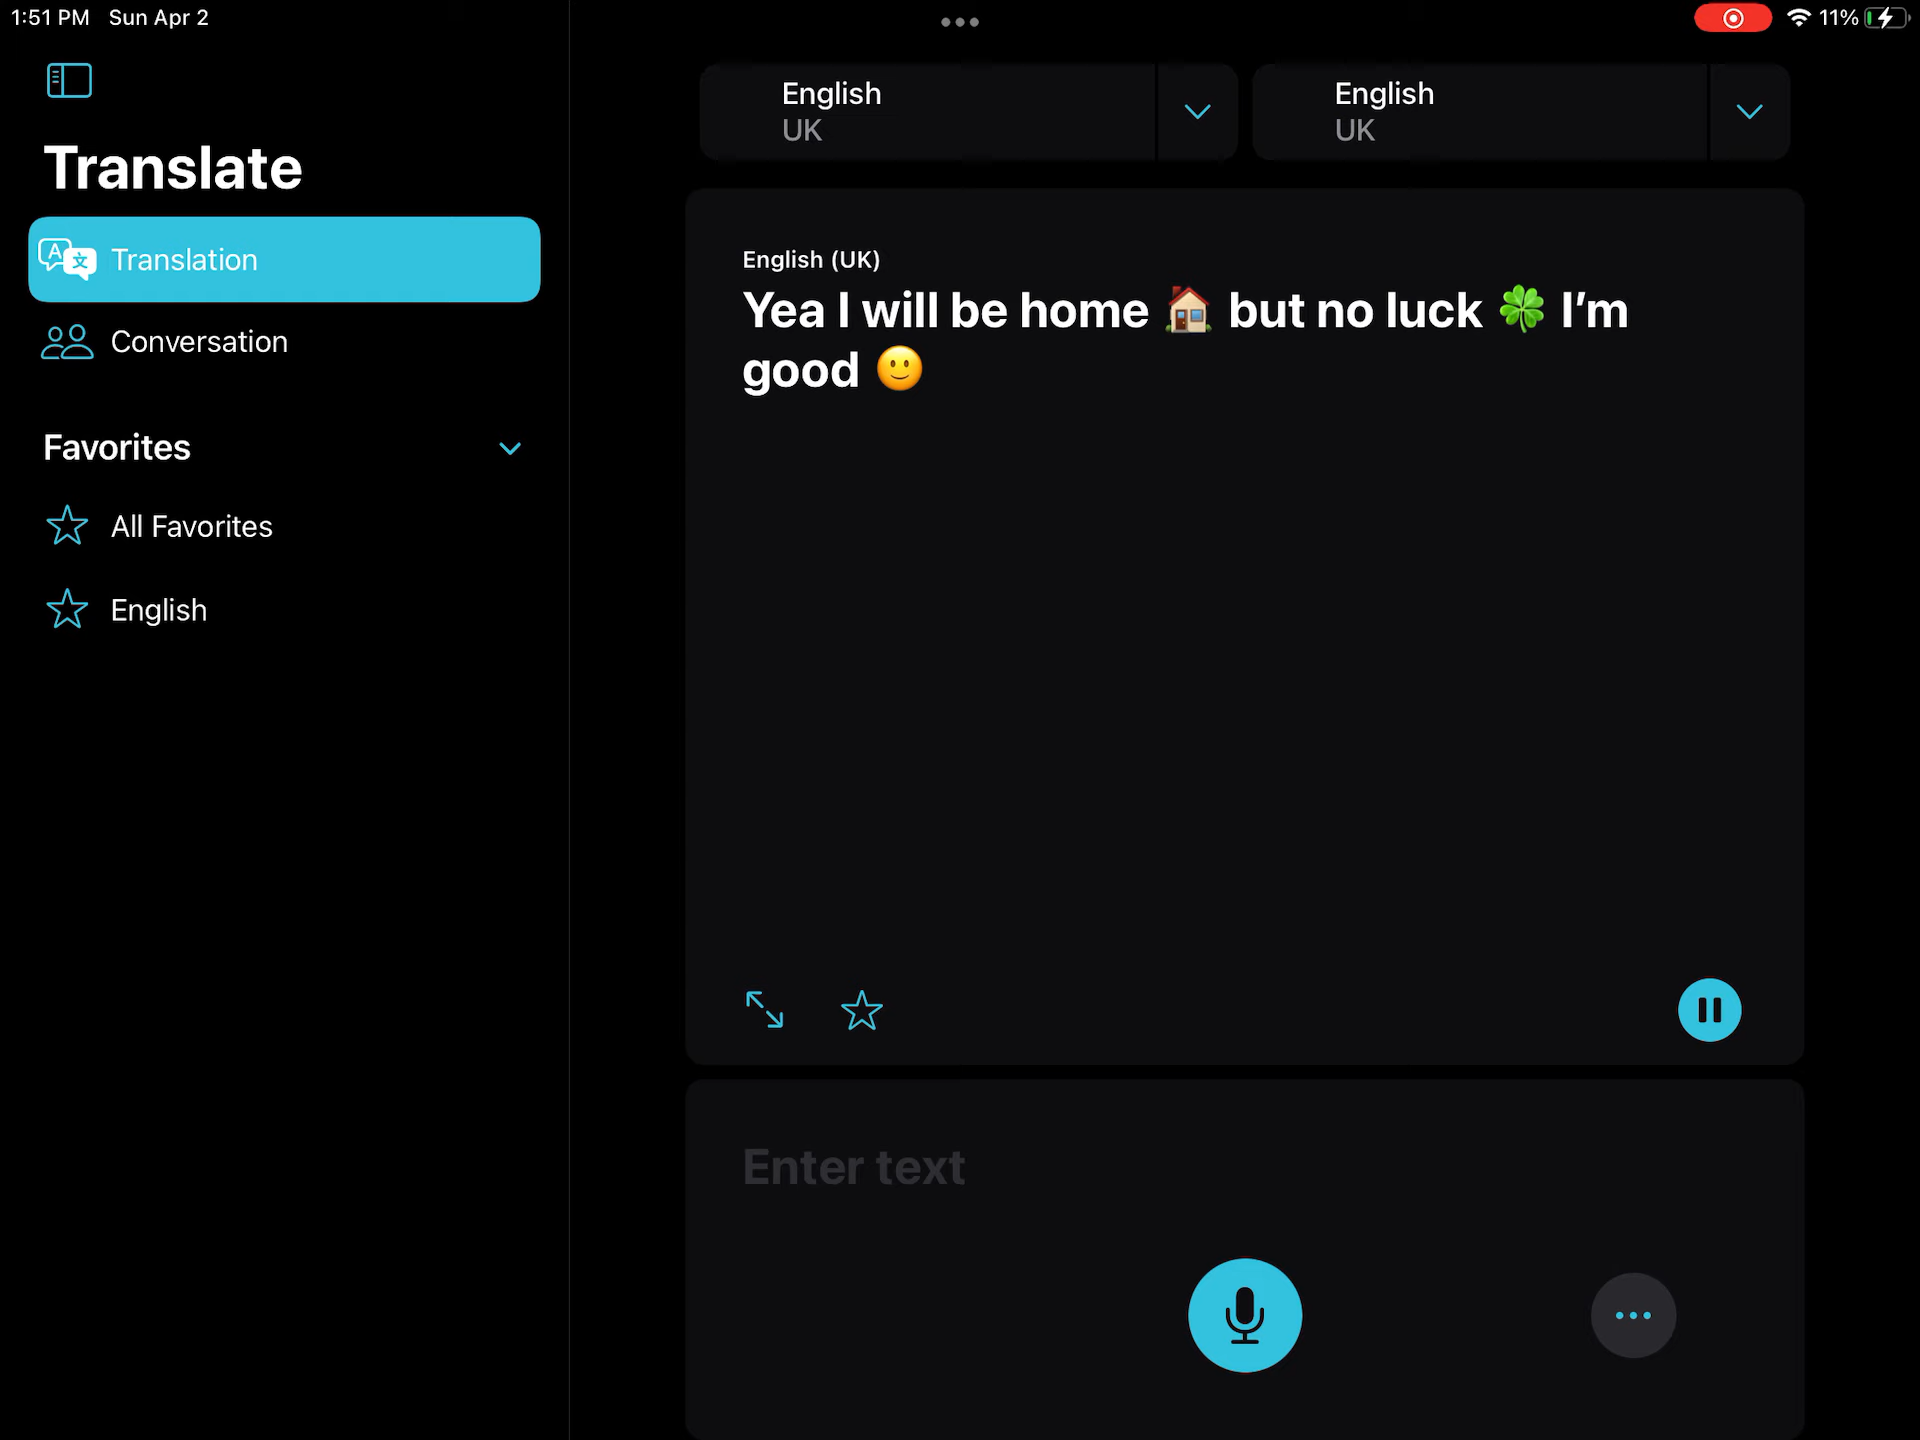 1:51 PM Sun Apr 2
11%
Translate
Translation
Conversation
Favorites
All Favorites
English
English
UK
English
UK
English (UK)
Yea I will be home 🏠 but no luck 🍀 I’m
good 🙂
Enter text